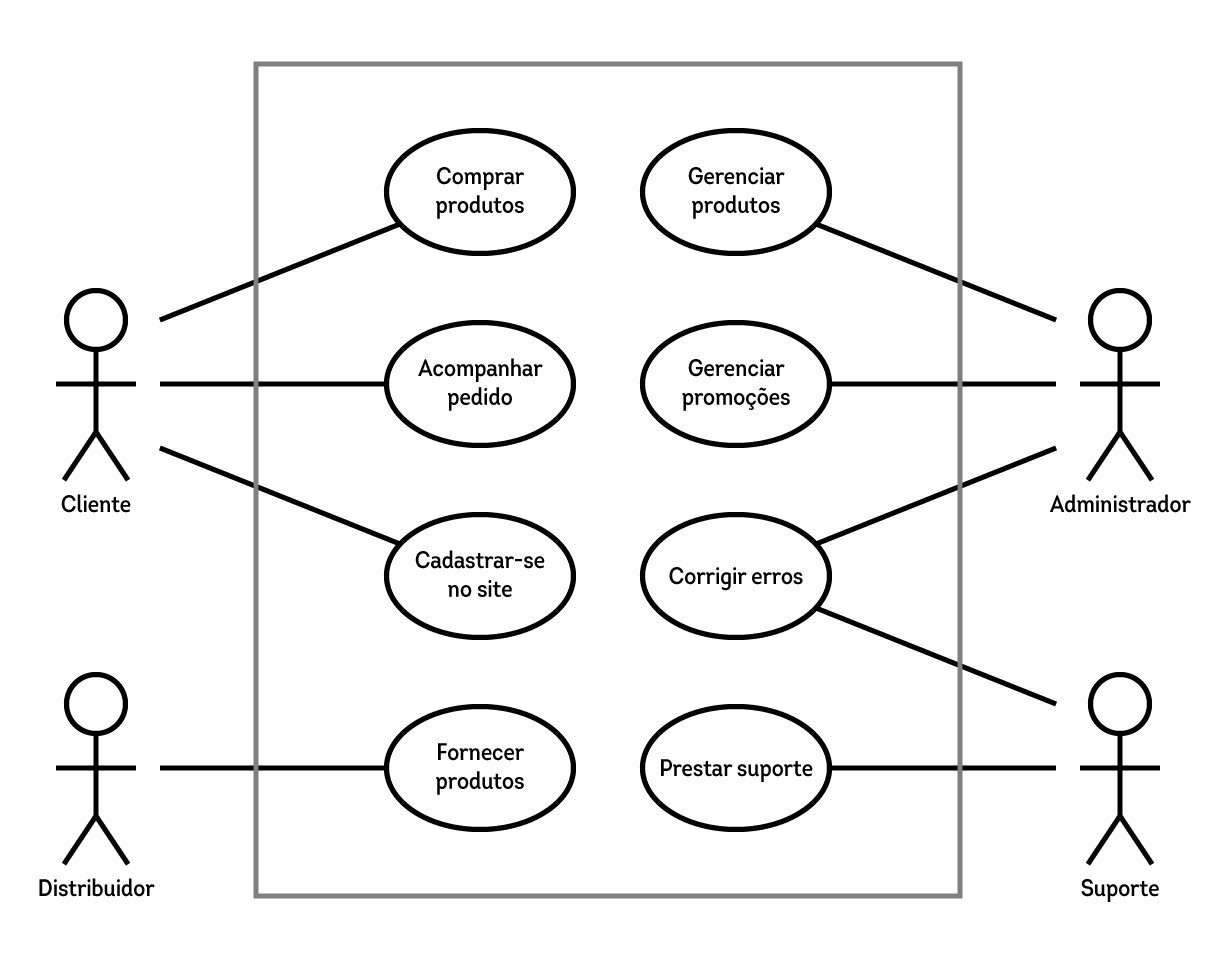 Comprar
produtos
Gerenciar
produtos
Acompanhar
pedido
Gerenciar
promoções
Cliente
Administrador
Cadastrar-se
no site
Corrigir erros
Fornecer
produtos
Prestar suporte
Distribuidor
Suporte